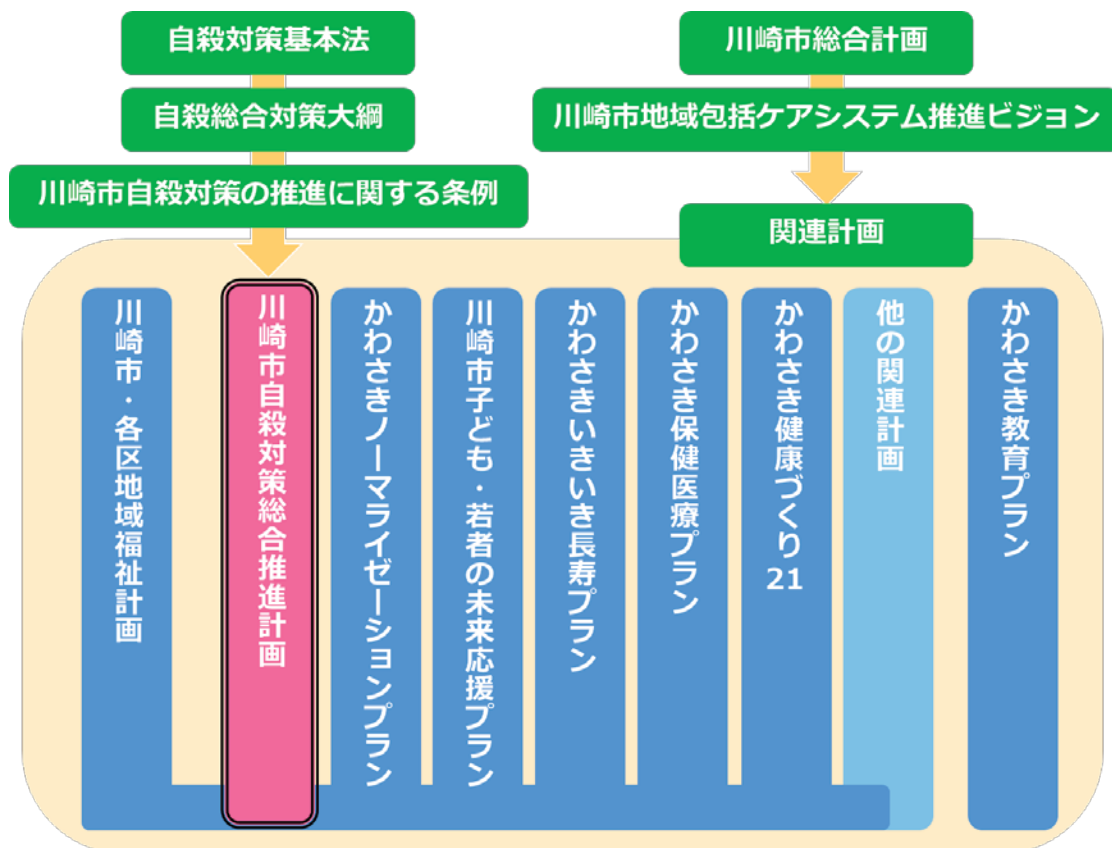 自殺対策基本法
自殺総合対策大綱
川崎市自殺対策の推進に関する条例
川崎市総合計画
川崎市地域包括ケアシステム推進ビジョン
関連計画
川崎市・各区地域福祉計画
川崎市自殺対策総合推進計画
かわさきノーマライゼーションプラン
川崎市子ども・若者の未来応援プラン
かわさきいきいき長寿プラン
かわさき保健医療プラン
かわさき健康づくり21
他の関連計画
かわさき教育プラン